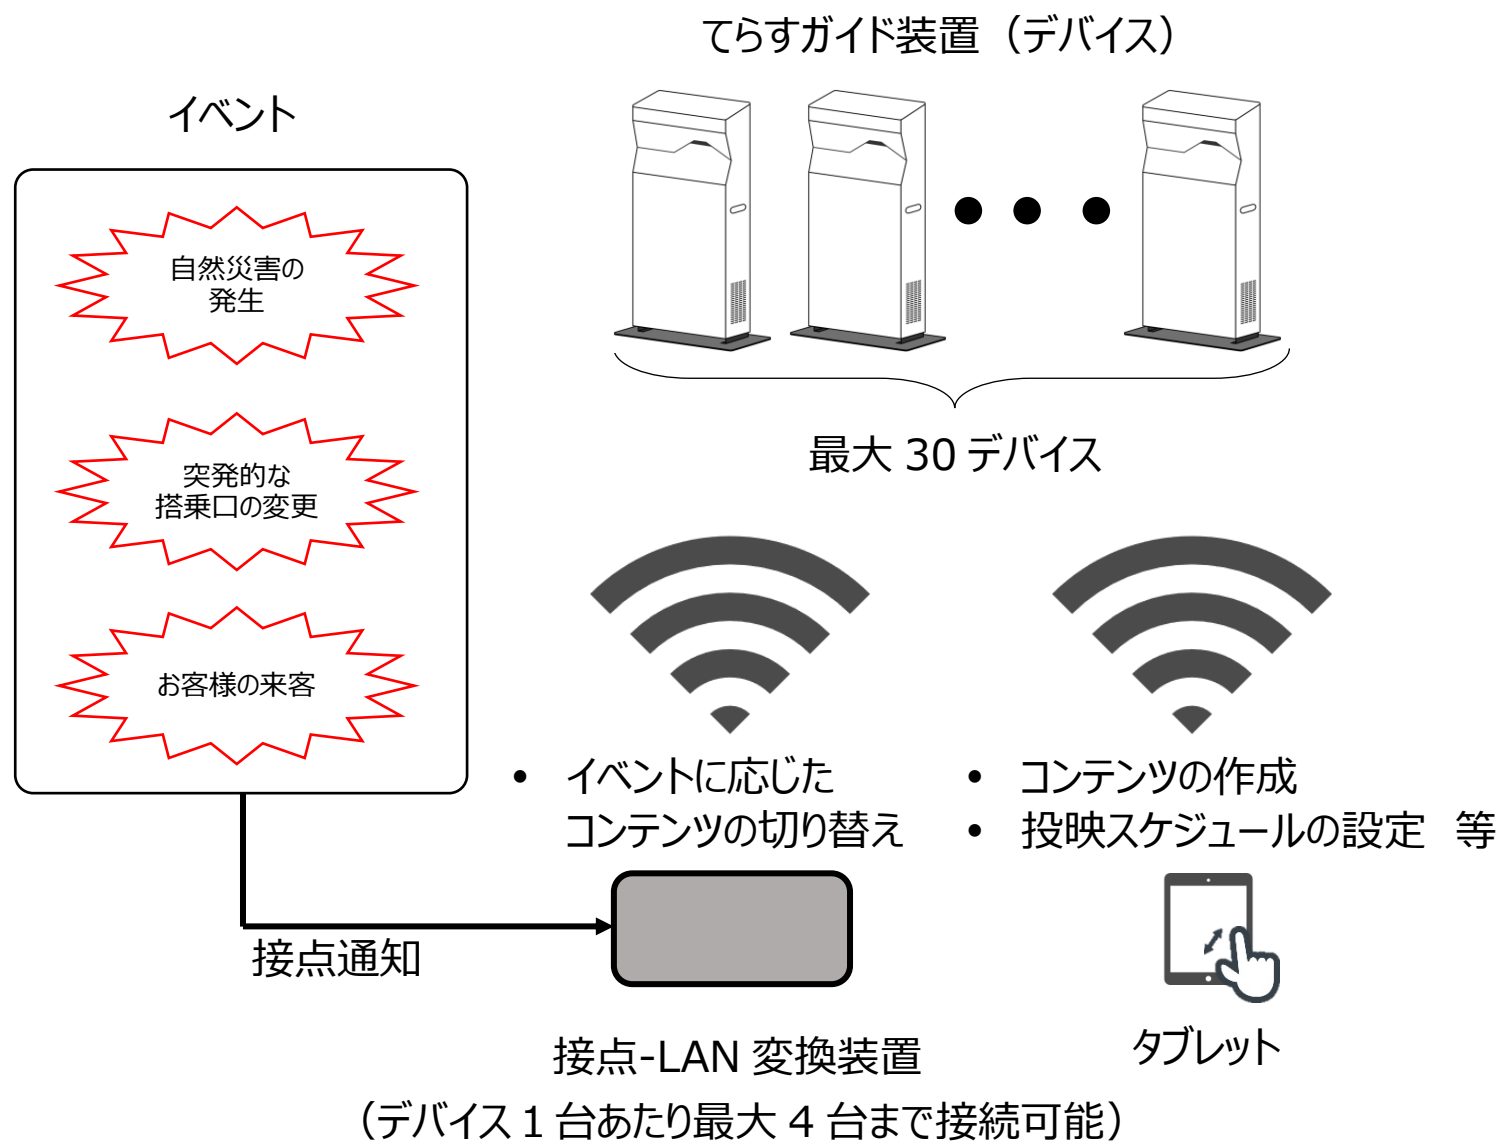 てらすガイド装置（デバイス）
イベント
自然災害の
発生
突発的な
搭乗口の変更
お客様の来客
最大 30 デバイス
• イベントに応じた
コンテンツの切り替え
• コンテンツの作成
• 投映スケジュールの設定　等
接点通知
接点-LAN 変換装置
（デバイス 1 台あたり最大 4 台まで接続可能）
タブレット